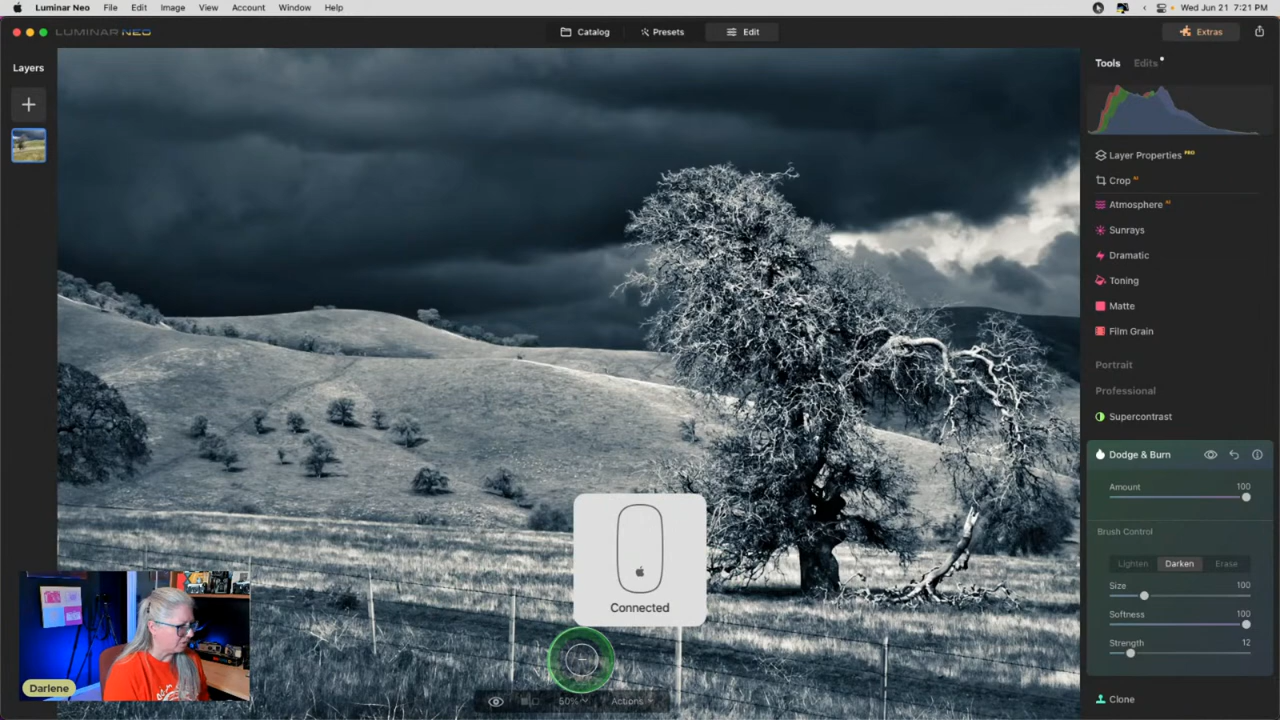 Luminar Neo File Edit Image View Account Window Help
Wed Jun 21 7:21 PM
LUMINAR NEO
Catalog
Presets
Edit
Extras
Layers
Tools
Edits
Layer Properties PRO
Crop AI
Atmosphere AI
Sunrays
Dramatic
Toning
Matte
Film Grain
Portrait
Professional
Supercontrast
Dodge & Burn
Amount 100
Brush Control
Lighten Darken Erase
Size 100
Softness 100
Strength 12
Clone
Connected
50%
Actions
Darlene